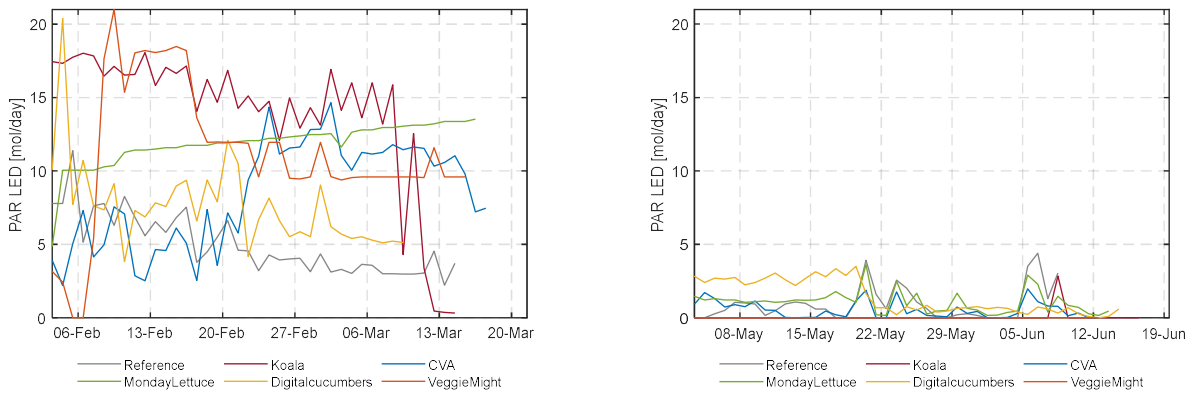 PAR LED [mol/day]
20
15
10
5
0
06-Feb 13-Feb 20-Feb 27-Feb 06-Mar 13-Mar 20-Mar
Reference Koala CVA
MondayLettuce Digitalcucumbers VeggieMight
PAR LED [mol/day]
20
15
10
5
0
08-May 15-May 22-May 29-May 05-Jun 12-Jun 19-Jun
Reference Koala CVA
MondayLettuce Digitalcucumbers VeggieMight